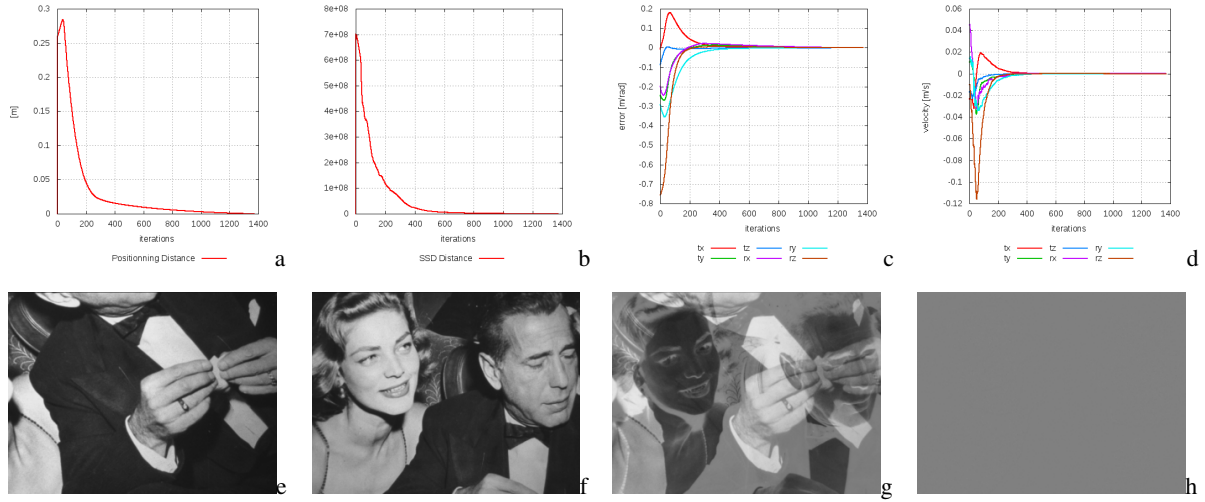 0.3
0.25
0.2
0.15
0.1
0.05
0
[m]
0 200 400 600 800 1000 1200 1400
iterations
Positionning Distance
a
8e+08
7e+08
6e+08
5e+08
4e+08
3e+08
2e+08
1e+08
0
0 200 400 600 800 1000 1200 1400
iterations
SSD Distance
b
0.2
0.1
0
-0.1
-0.2
-0.3
-0.4
-0.5
-0.6
-0.7
-0.8
error [m/rad]
0 200 400 600 800 1000 1200 1400
iterations
tx tz ry
ty rx rz
c
0.06
0.04
0.02
0
-0.02
-0.04
-0.06
-0.08
-0.1
-0.12
velocity [m/s]
0 200 400 600 800 1000 1200 1400
iterations
tx tz ry
ty rx rz
d
e
f
g
h